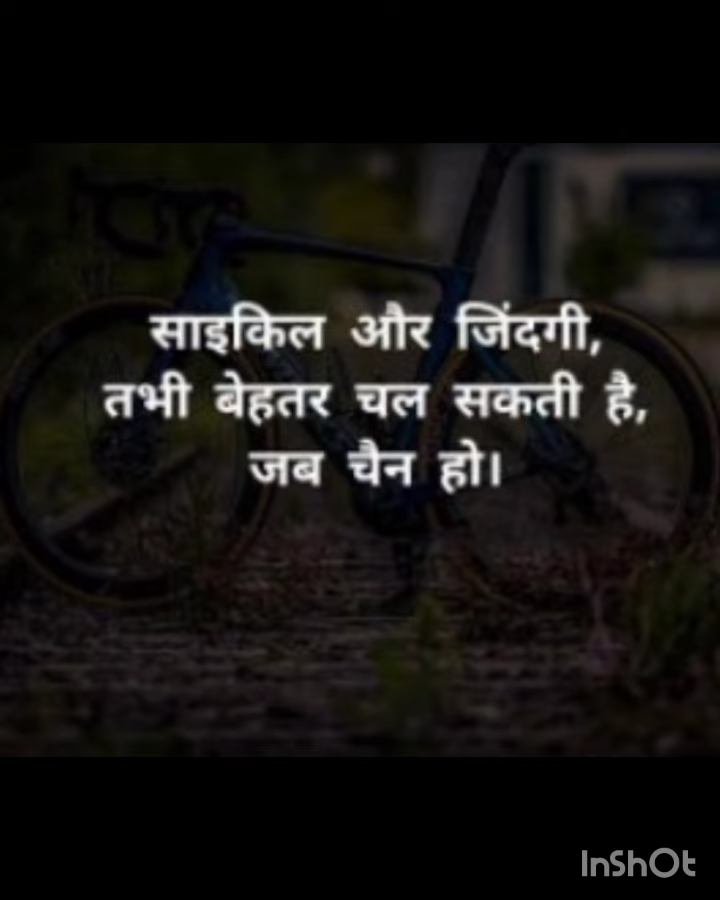 साइकिल और जिंदगी,
तभी बेहतर चल सकती है,
जब चैन हो।
InShOt